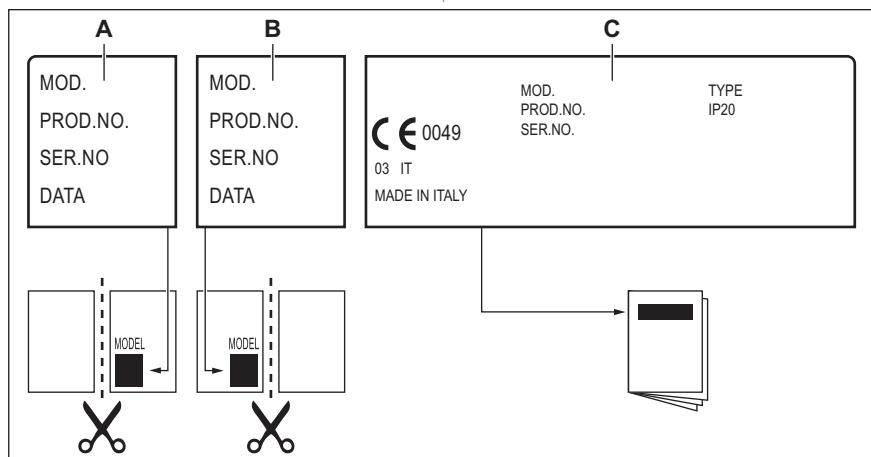 A
B
C
MOD.
PROD.NO.
SER.NO
DATA
MOD.
PROD.NO.
SER.NO
DATA
MOD.
PROD.NO.
SER.NO.
TYPE
IP20
CE 0049
03 IT
MADE IN ITALY
MODEL
MODEL